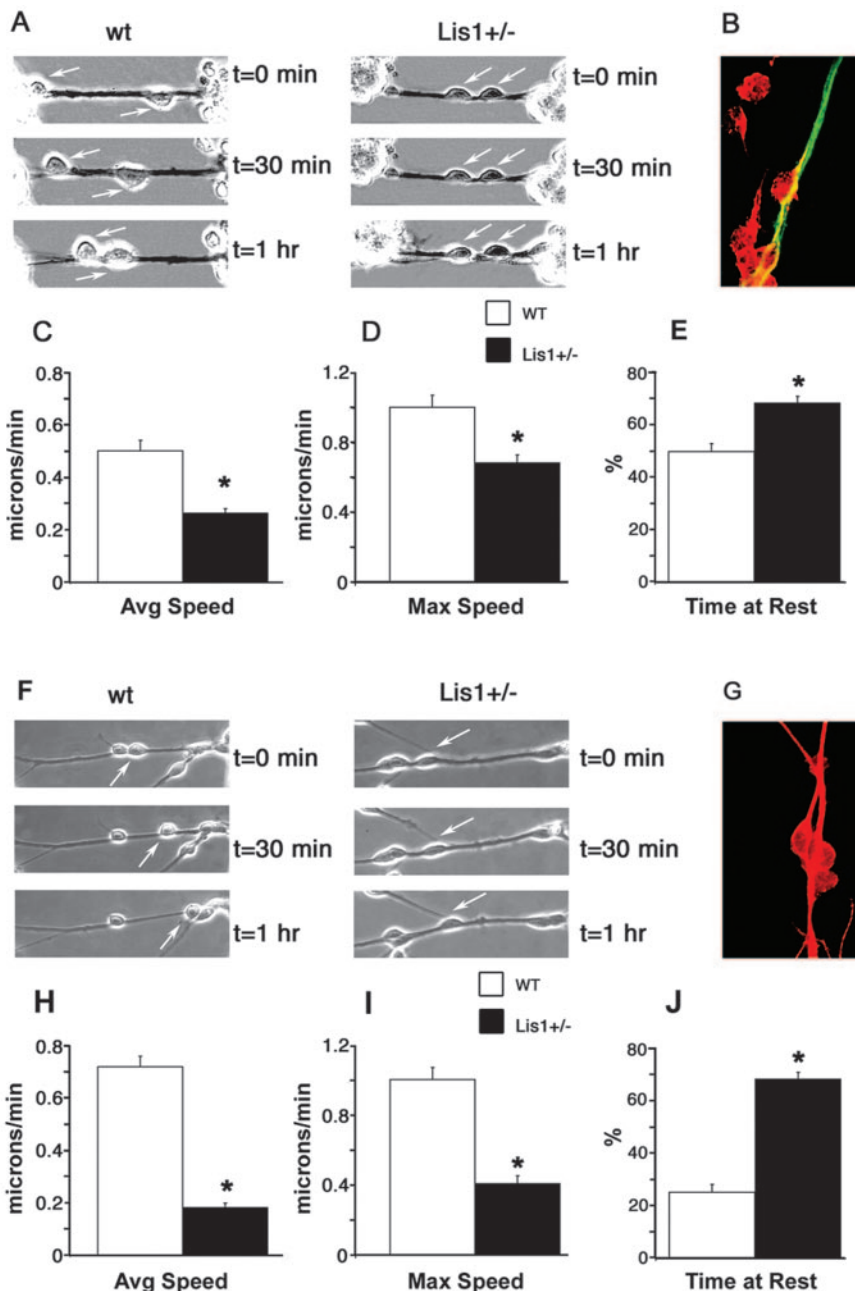 A
wt
Lis1+/-
B
t=0 min
t=0 min
t=30 min
t=30 min
t=1 hr
t=1 hr
WT
Lis1+/-
C
microns/min
0.8
0.6
0.4
0.2
0
*
Avg Speed
D
microns/min
1.2
0.8
0.4
0
*
Max Speed
E
%
80
60
40
20
0
*
Time at Rest
F
wt
Lis1+/-
G
t=0 min
t=0 min
t=30 min
t=30 min
t=1 hr
t=1 hr
WT
Lis1+/-
H
microns/min
0.8
0.6
0.4
0.2
0
*
Avg Speed
I
microns/min
1.2
0.8
0.4
0
*
Max Speed
J
%
80
60
40
20
0
*
Time at Rest